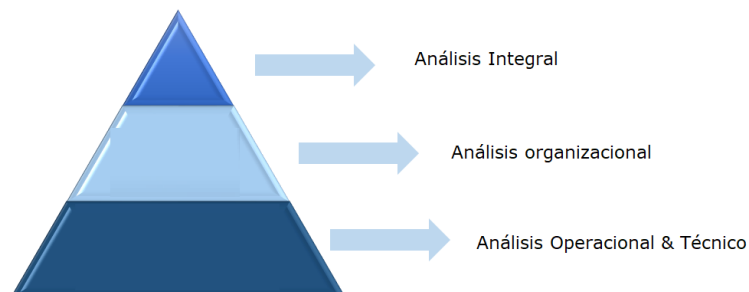 Análisis Integral
Análisis organizacional
Análisis Operacional & Técnico